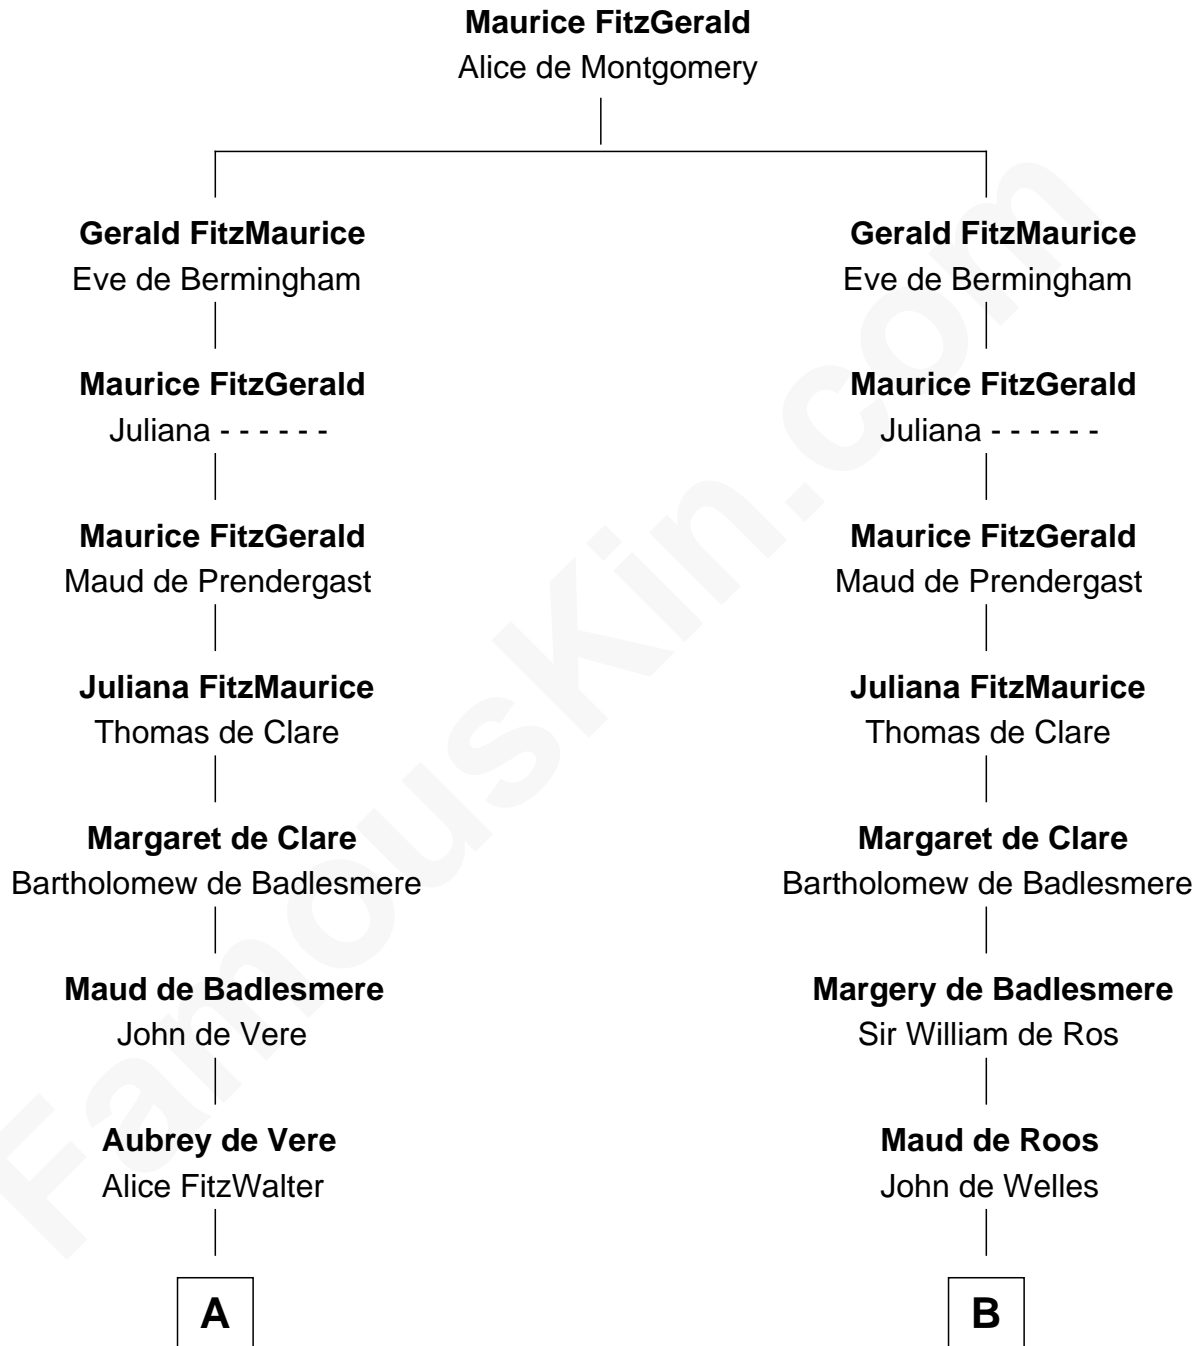 Maurice FitzGerald
Alice de Montgomery
Gerald FitzMaurice
Eve de Bermingham
Gerald FitzMaurice
Eve de Bermingham
Maurice FitzGerald
Juliana - - - - - -
Maurice FitzGerald
Juliana - - - - - -
Maurice FitzGerald
Maud de Prendergast
Maurice FitzGerald
Maud de Prendergast
Juliana FitzMaurice
Thomas de Clare
Juliana FitzMaurice
Thomas de Clare
Margaret de Clare
Bartholomew de Badlesmere
Margaret de Clare
Bartholomew de Badlesmere
Maud de Badlesmere
John de Vere
Margery de Badlesmere
Sir William de Ros
Aubrey de Vere
Alice FitzWalter
Maud de Roos
John de Welles
A
B
FamousKin.com